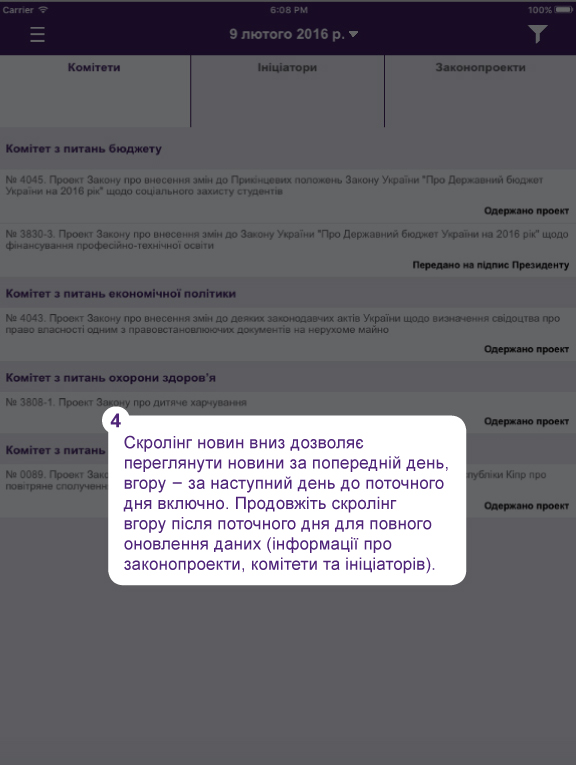 Carrier 6:08 PM 100%
9 лютого 2016 р.
Комітети Ініціатори Законопроекти
Комітет з питань бюджету
№ 4045. Проект Закону про внесення змін до Прикінцевих положень Закону України "Про Державний бюджет
України на 2016 рік" щодо соціального захисту студентів
Одержано проект
№ 3830-3. Проект Закону про внесення змін до Закону України "Про Державний бюджет України на 2016 рік" щодо
фінансування професійно-технічної освіти
Передано на підпис Президенту
Комітет з питань економічної політики
№ 4043. Проект Закону про внесення змін до деяких законодавчих актів України щодо визначення свідоцтва про
право власності одним з правовстановлюючих документів на нерухоме майно
Одержано проект
Комітет з питань охорони здоров'я
№ 3808-1. Проект Закону про дитяче харчування
Одержано проект
4
Скролінг новин вниз дозволяє
переглянути новини за попередній день,
вгору – за наступний день до поточного
дня включно. Продовжіть скролінг
вгору після поточного дня для повного
оновлення даних (інформації про
законопроекти, комітети та ініціаторів).
Комітет з питань
№ 0089. Проект Зако спубліки Кіпр про
повітряне сполучен
Одержано проект